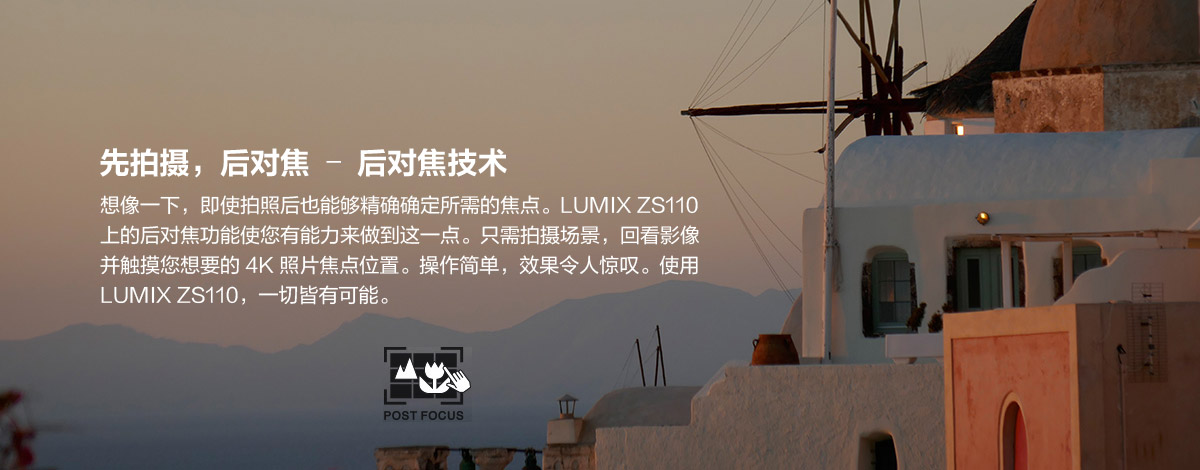 先拍摄，后对焦 － 后对焦技术
想像一下，即使拍照后也能够精确确定所需的焦点。LUMIX ZS110
上的后对焦功能使您有能力来做到这一点。只需拍摄场景，回看影像
并触摸您想要的 4K 照片焦点位置。操作简单，效果令人惊叹。使用
LUMIX ZS110，一切皆有可能。
POST FOCUS